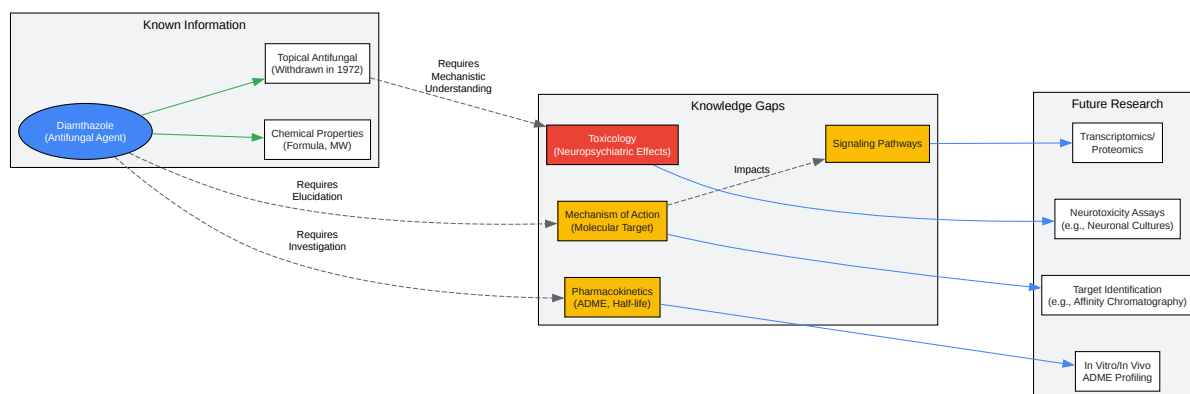 Known Information
Topical Antifungal
(Withdrawn in 1972)
Diamthazole
(Antifungal Agent)
Chemical Properties
(Formula, MW)
Requires
Mechanistic
Understanding
Requires
Elucidation
Requires
Investigation
Knowledge Gaps
Toxicology
(Neuropsychiatric Effects)
Signaling Pathways
Impacts
Mechanism of Action
(Molecular Target)
Pharmacokinetics
(ADME, Half-life)
Future Research
Transcriptomics/
Proteomics
Neurotoxicity Assays
(e.g., Neuronal Cultures)
Target Identification
(e.g., Affinity Chromatography)
In Vitro/In Vivo
ADME Profiling